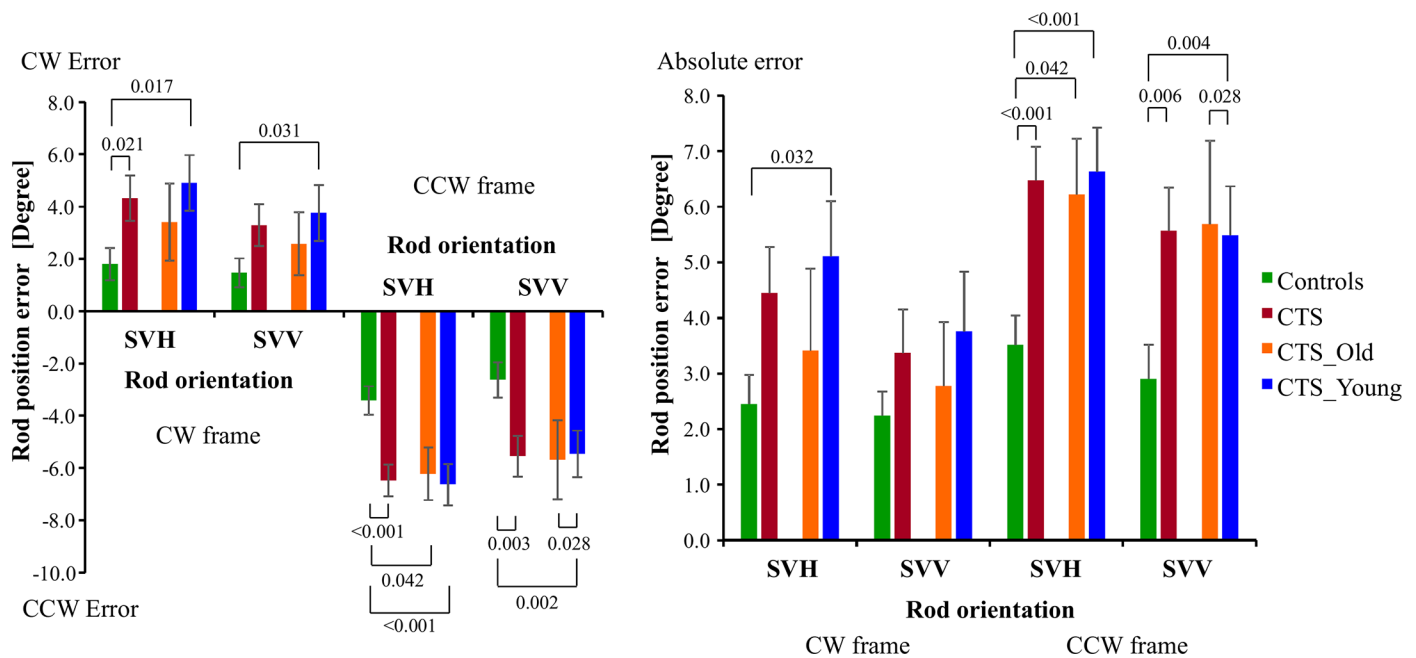 CW Error
0.017
0.021
0.031
8.0
6.0
4.0
2.0
0.0
-2.0
-4.0
-6.0
-8.0
-10.0
Rod position error [Degree]
SVH
SVV
Rod orientation
CW frame
CCW frame
Rod orientation
SVH
SVV
<0.001
0.042
<0.001
0.003
0.028
0.002
CCW Error
Absolute error
8.0
7.0
6.0
5.0
4.0
3.0
2.0
1.0
0.0
Rod position error [Degree]
0.032
<0.001
0.042
<0.001
0.004
0.006
0.028
SVH
SVV
SVH
SVV
Rod orientation
CW frame
CCW frame
Controls
CTS
CTS_Old
CTS_Young